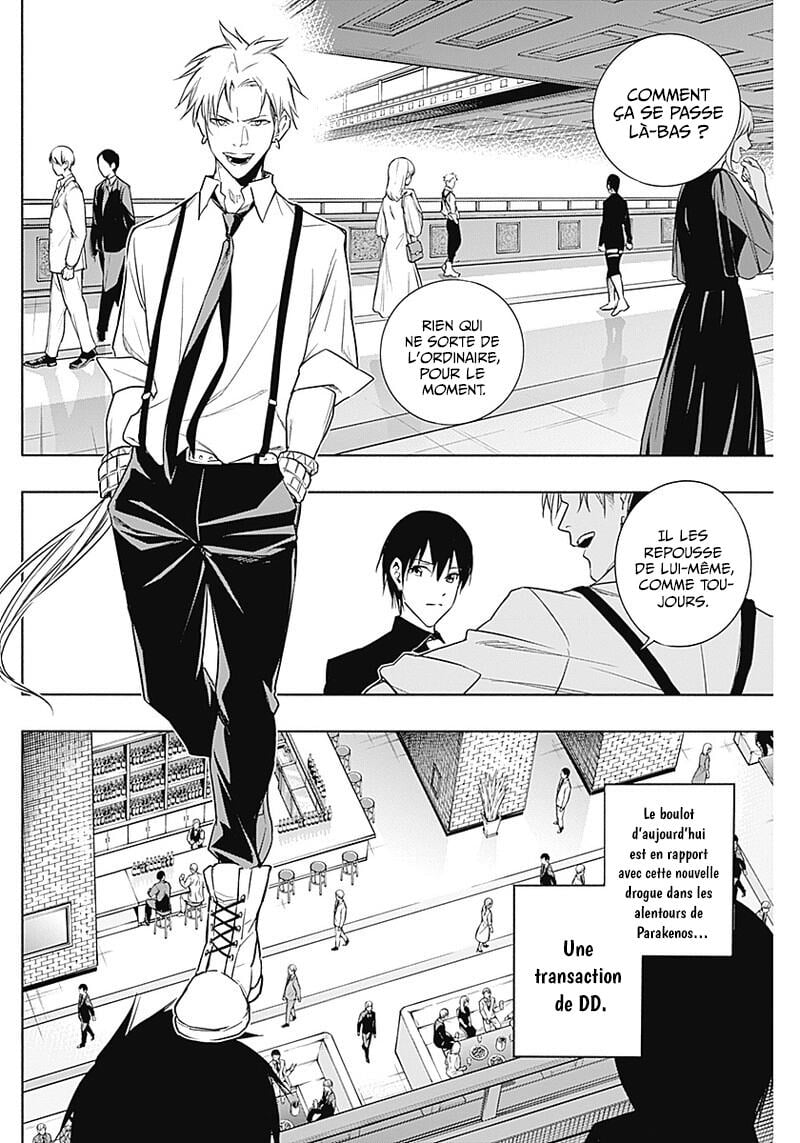 COMMENT
ÇA SE PASSE
LÀ-BAS ?
RIEN QUI
NE SORTE DE
L'ORDINAIRE,
POUR LE
MOMENT.
IL LES
REPOUSSE
DE LUI-MÊME,
COMME TOU-
JOURS.
Le boulot
d'aujourd'hui
est en rapport
avec cette nouvelle
drogue dans les
alentours de
Parakenos...
Une
transaction
de DD.